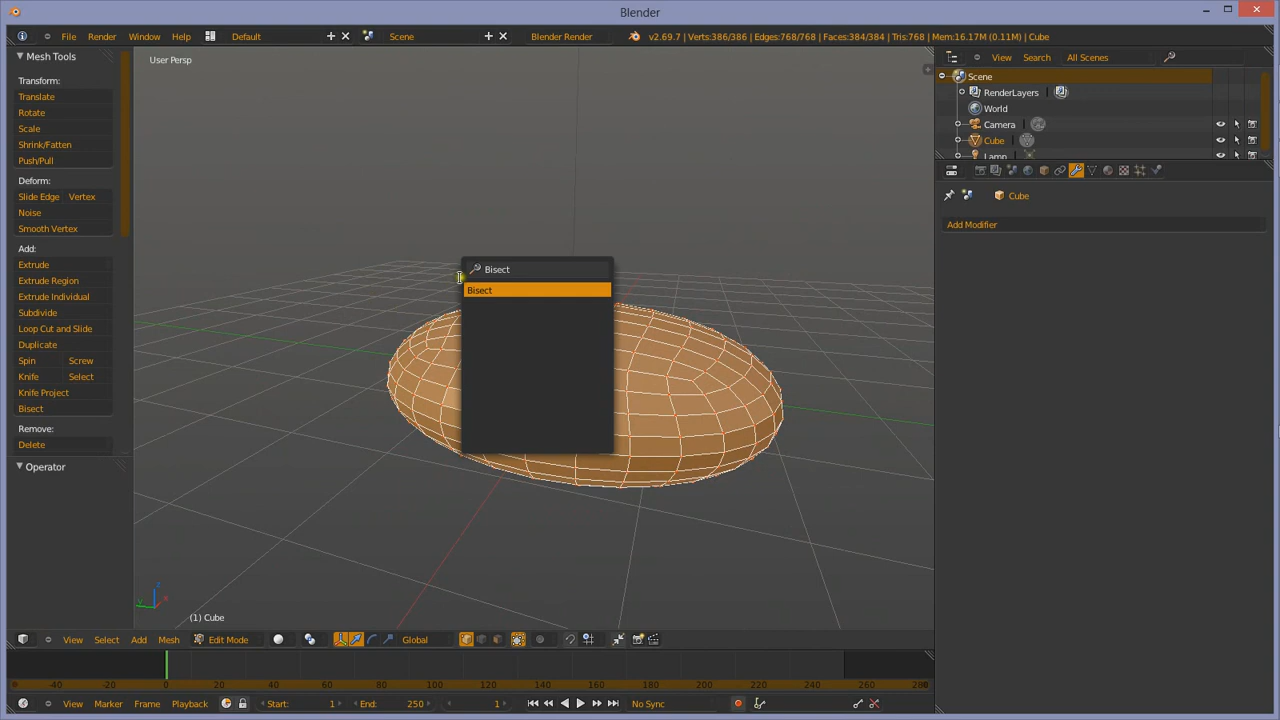 Blender
File Render Window Help Default Scene Blender Render v2.69.7 | Verts:386/386 | Edges:768/768 | Faces:384/384 | Tris:768 | Mem:16.17M (0.11M) | Cube
Mesh Tools
Transform:
Translate
Rotate
Scale
Shrink/Fatten
Push/Pull
Deform:
Slide Edge Vertex
Noise
Smooth Vertex
Add:
Extrude
Extrude Region
Extrude Individual
Subdivide
Loop Cut and Slide
Duplicate
Spin Screw
Knife Select
Knife Project
Bisect
Remove:
Delete
Operator
User Persp
Bisect
Bisect
z
y x
(1) Cube
View Search All Scenes
Scene
RenderLayers
World
Camera
Cube
Lamp
Cube
Add Modifier
View Select Add Mesh Edit Mode Global
-40 -20 0 20 40 60 80 100 120 140 160 180 200 220 240 260 280
View Marker Frame Playback Start: 1 End: 250 1 No Sync